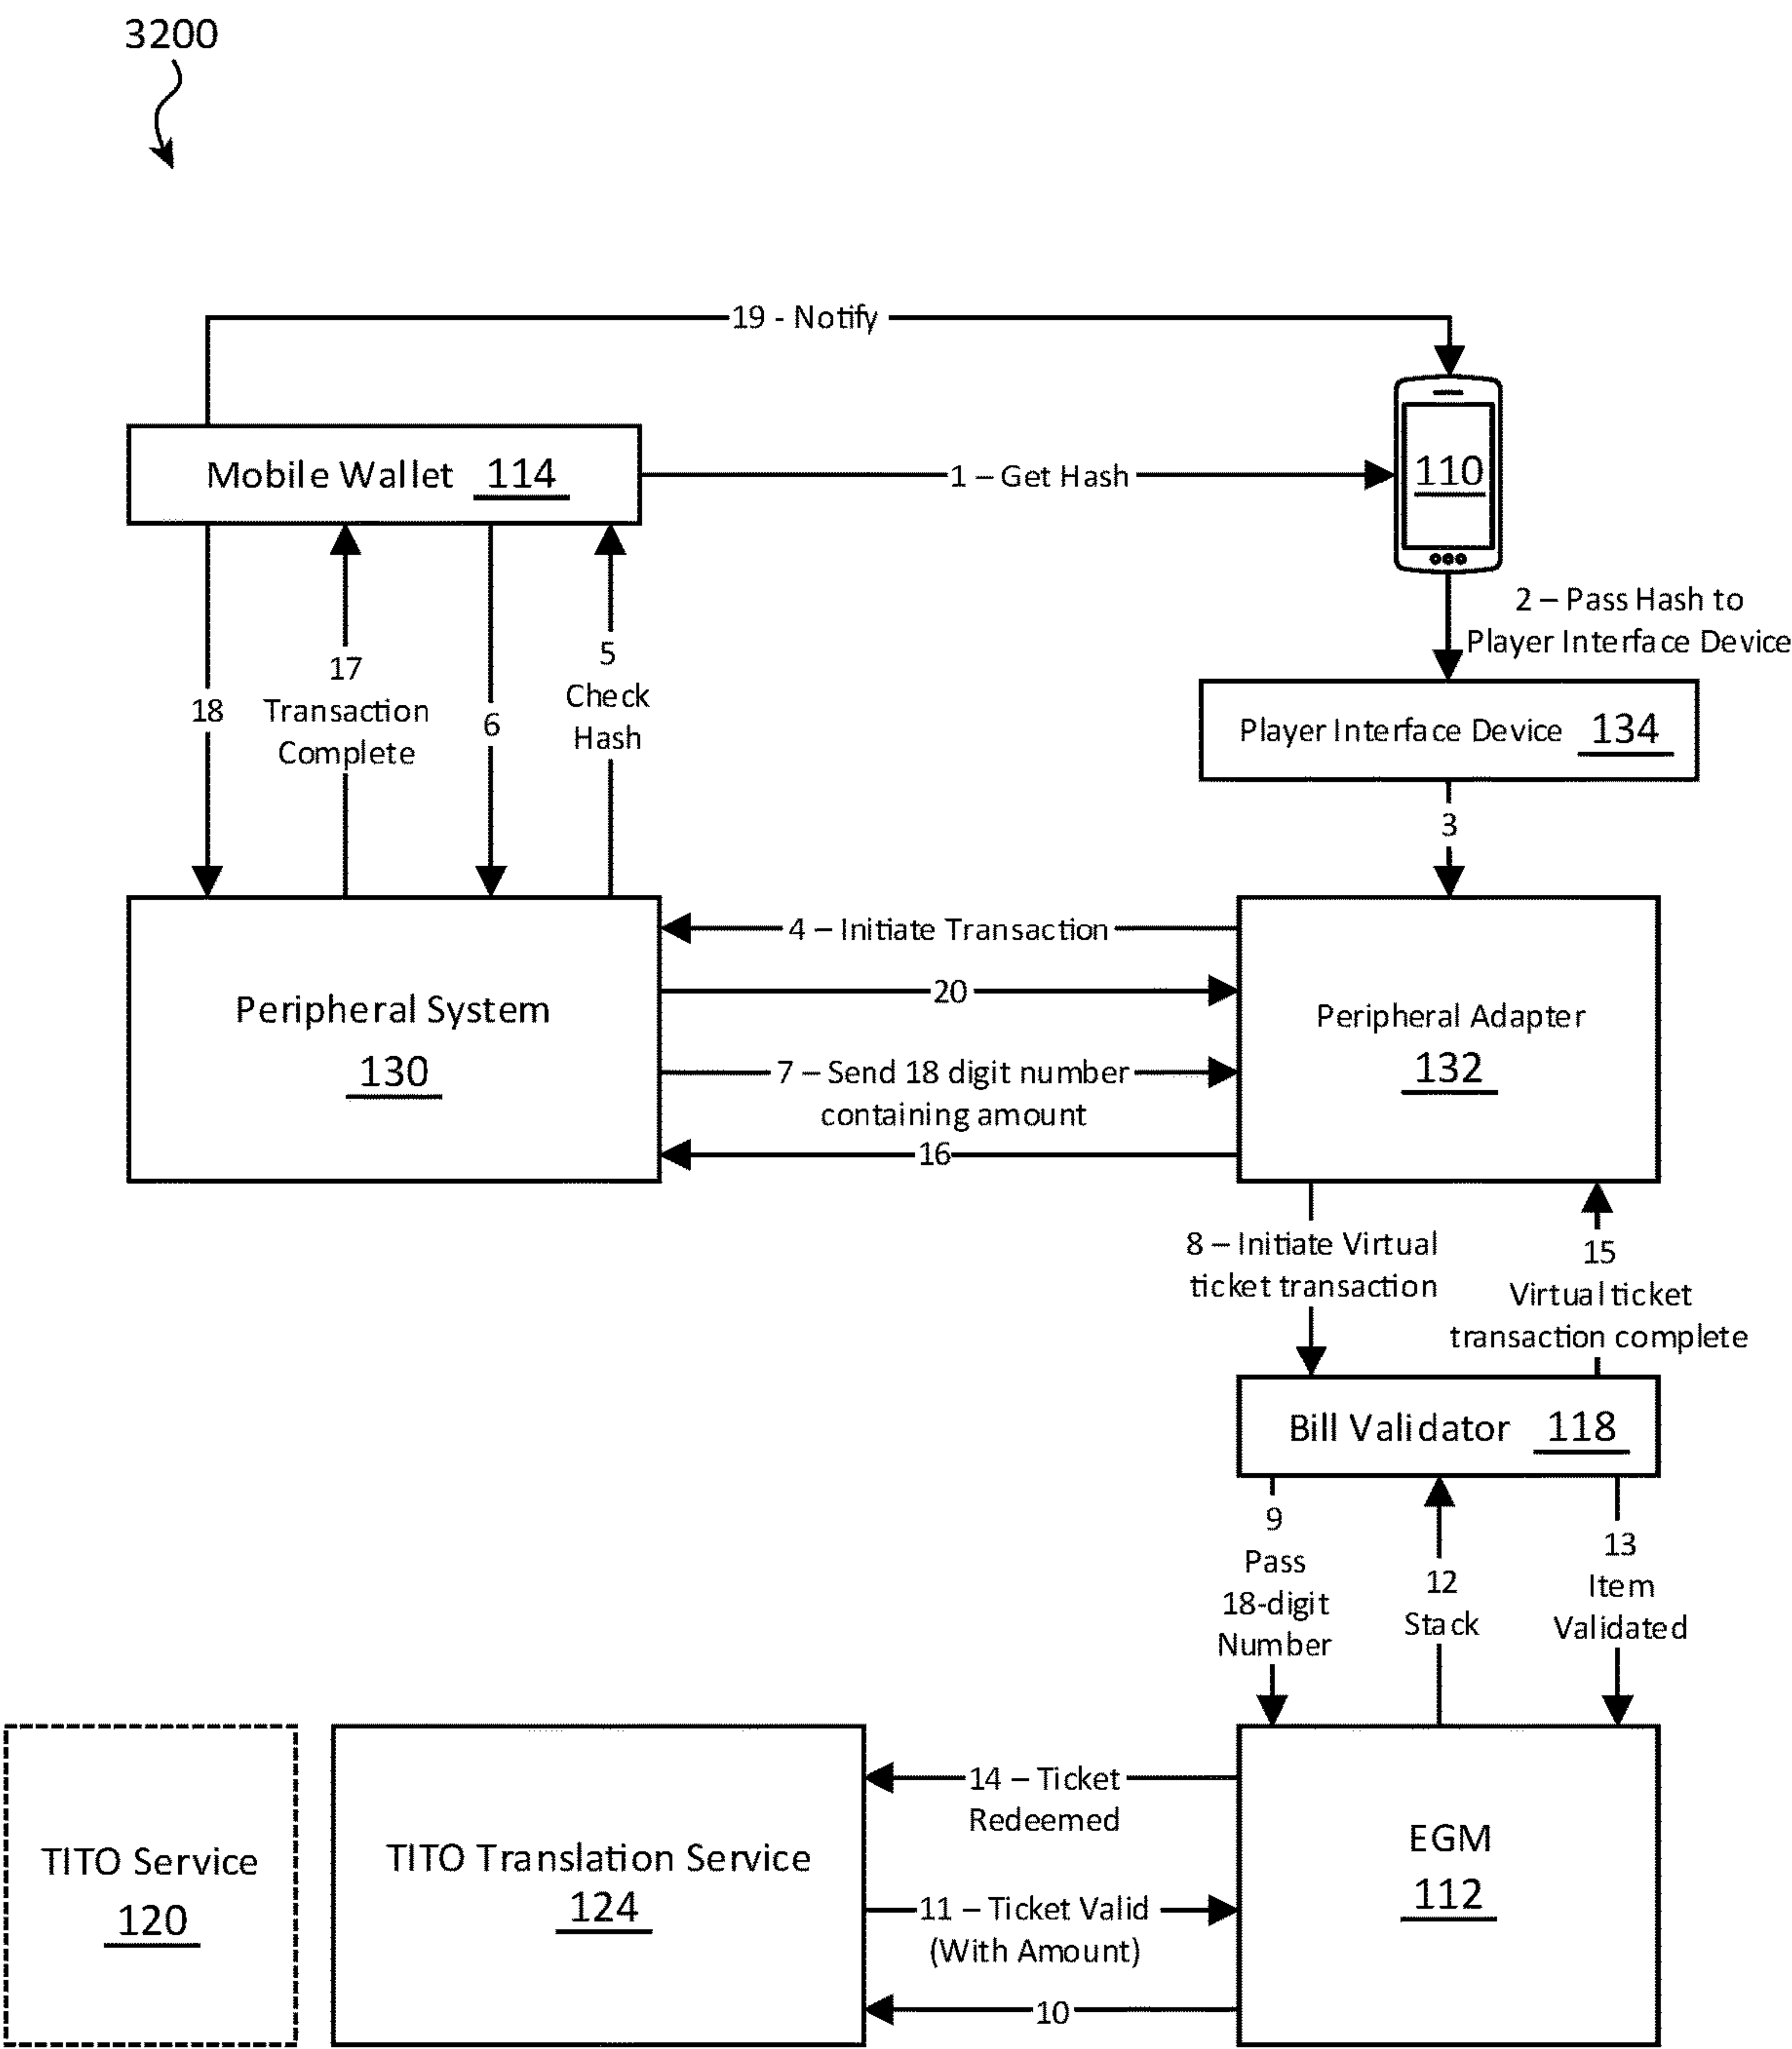 3200
19 - Notify
Mobile Wallet 114
1 – Get Hash
110
2 – Pass Hash to
Player Interface Device
18
17
Transaction
Complete
6
5
Check
Hash
Player Interface Device 134
3
4 – Initiate Transaction
20
Peripheral System
130
7 – Send 18 digit number
containing amount
16
Peripheral Adapter
132
8 – Initiate Virtual
ticket transaction
15
Virtual ticket
transaction complete
Bill Validator 118
9
Pass
18-digit
Number
12
Stack
13
Item
Validated
TITO Service
120
TITO Translation Service
124
14 – Ticket
Redeemed
11 – Ticket Valid
(With Amount)
10
EGM
112